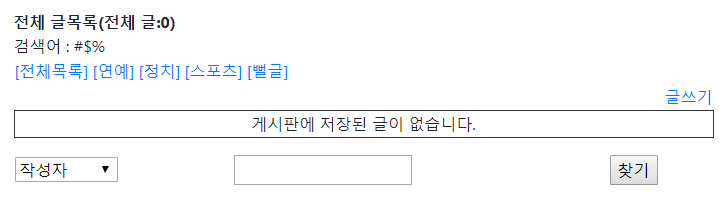 전체 글목록(전체 글:0)
검색어 : #$%
[전체목록] [연예] [정치] [스포츠] [뻘글]
글쓰기
게시판에 저장된 글이 없습니다.
작성자 ▼ 찾기